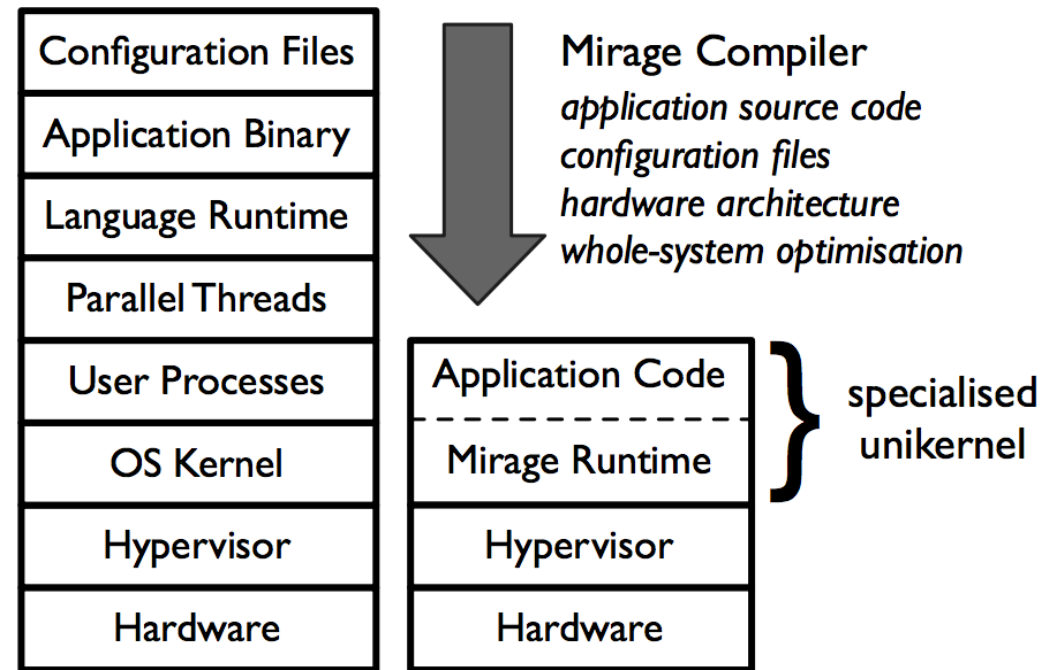 Configuration Files
Application Binary
Language Runtime
Parallel Threads
User Processes
OS Kernel
Hypervisor
Hardware
Mirage Compiler
application source code
configuration files
hardware architecture
whole-system optimisation
Application Code
Mirage Runtime
Hypervisor
Hardware
specialised
unikernel